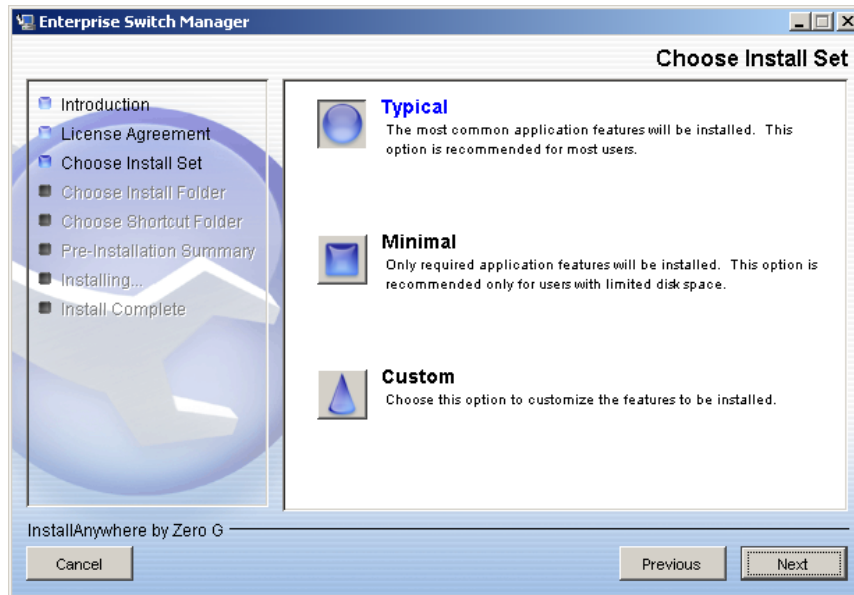 Enterprise Switch Manager
Choose Install Set
Introduction
License Agreement
Choose Install Set
Choose Install Folder
Choose Shortcut Folder
Pre-Installation Summary
Installing...
Install Complete
Typical
The most common application features will be installed. This
option is recommended for most users.
Minimal
Only required application features will be installed. This option is
recommended only for users with limited disk space.
Custom
Choose this option to customize the features to be installed.
InstallAnywhere by Zero G
Cancel
Previous
Next